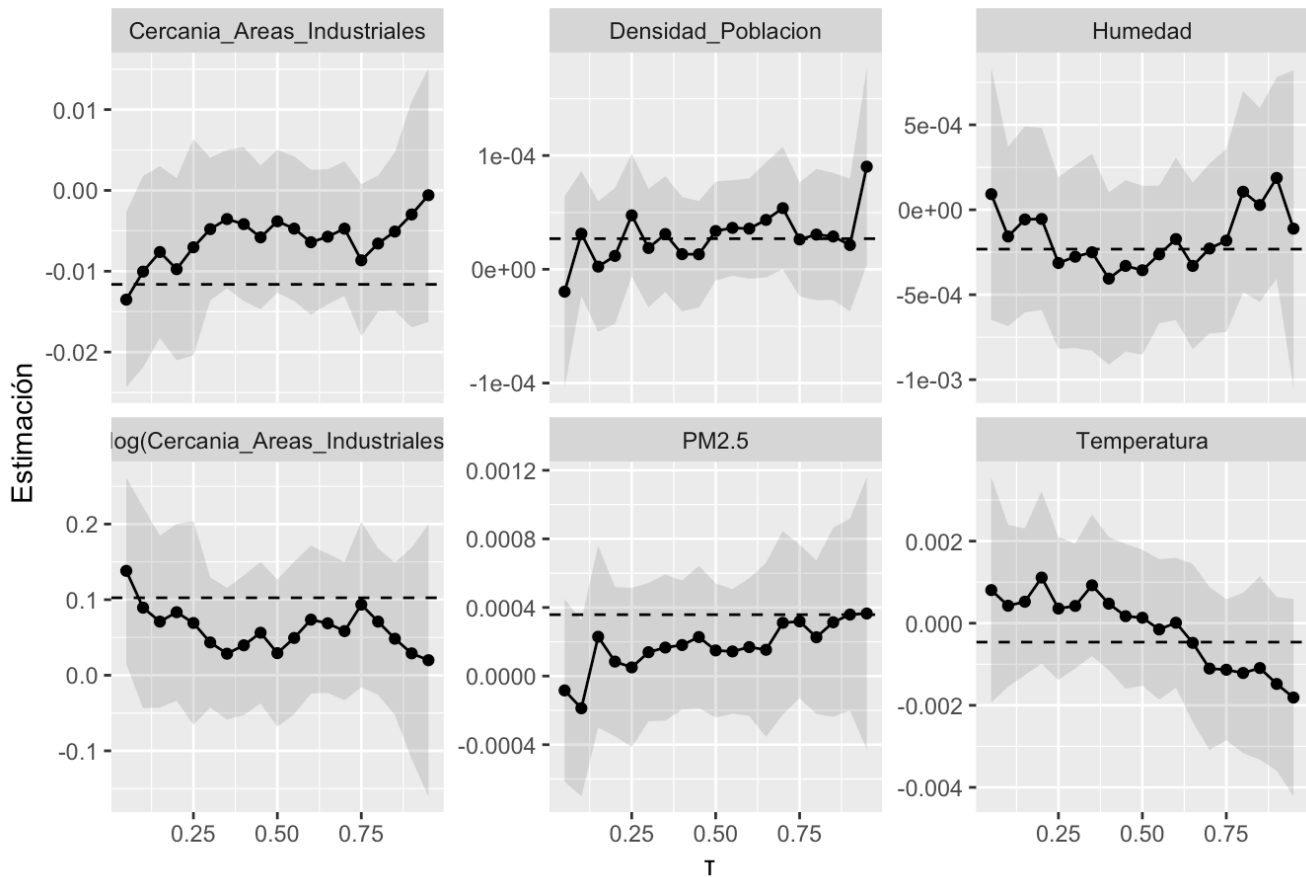 Cercania_Areas_Industriales
Densidad_Poblacion
Humedad
0.01
0.00
-0.01
-0.02
1e-04
0e+00
-1e-04
5e-04
0e+00
-5e-04
-1e-03
Estimación
log(Cercania_Areas_Industriales
PM2.5
Temperatura
0.2
0.1
0.0
-0.1
0.0012
0.0008
0.0004
0.0000
-0.0004
0.002
0.000
-0.002
-0.004
0.25 0.50 0.75
0.25 0.50 0.75
0.25 0.50 0.75
τ